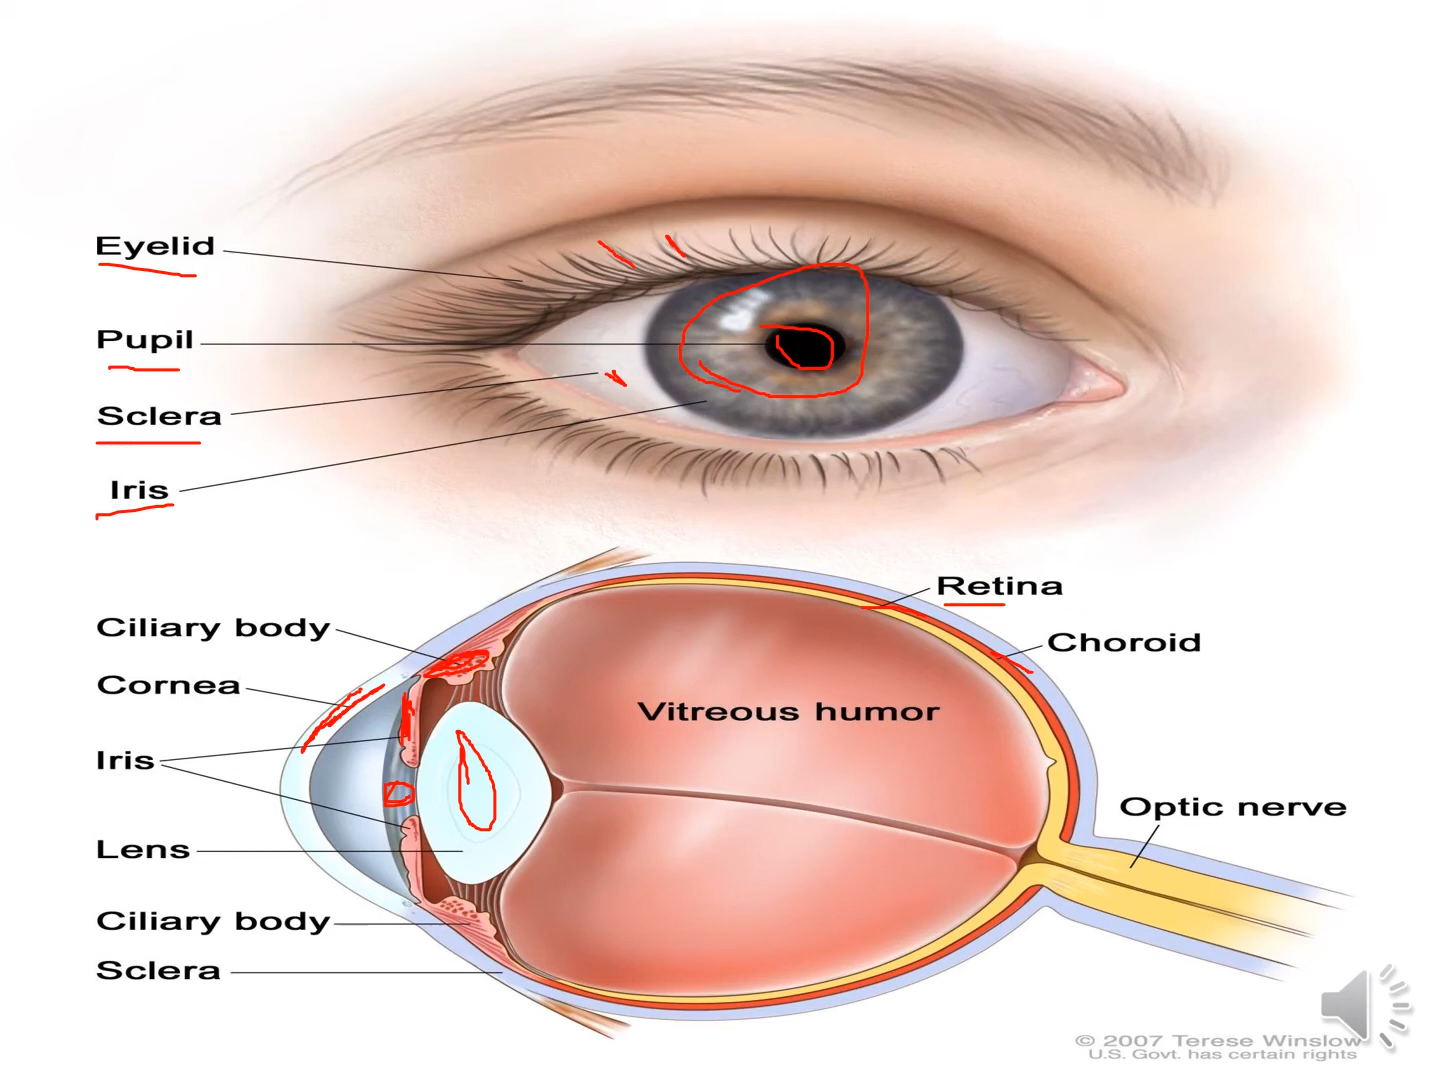 Eyelid
Pupil
Sclera
Iris
Retina
Ciliary body
Choroid
Cornea
Vitreous humor
Iris
Optic nerve
Lens
Ciliary body
Sclera
© 2007 Terese Winslow
U.S. Govt. has certain rights